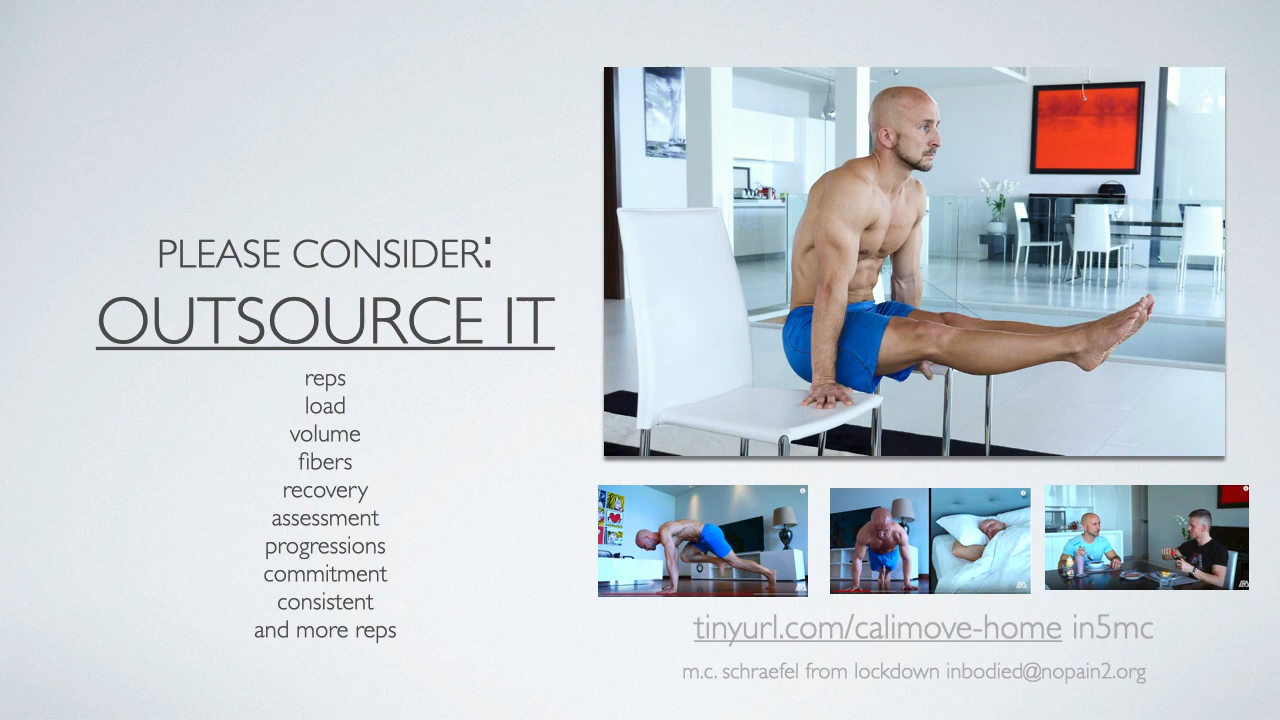 PLEASE CONSIDER:
OUTSOURCE IT
reps
load
volume
fibers
recovery
assessment
progressions
commitment
consistent
and more reps
tinyurl.com/calimove-home in5mc
m.c. schraefel from lockdown inbodied@nopain2.org